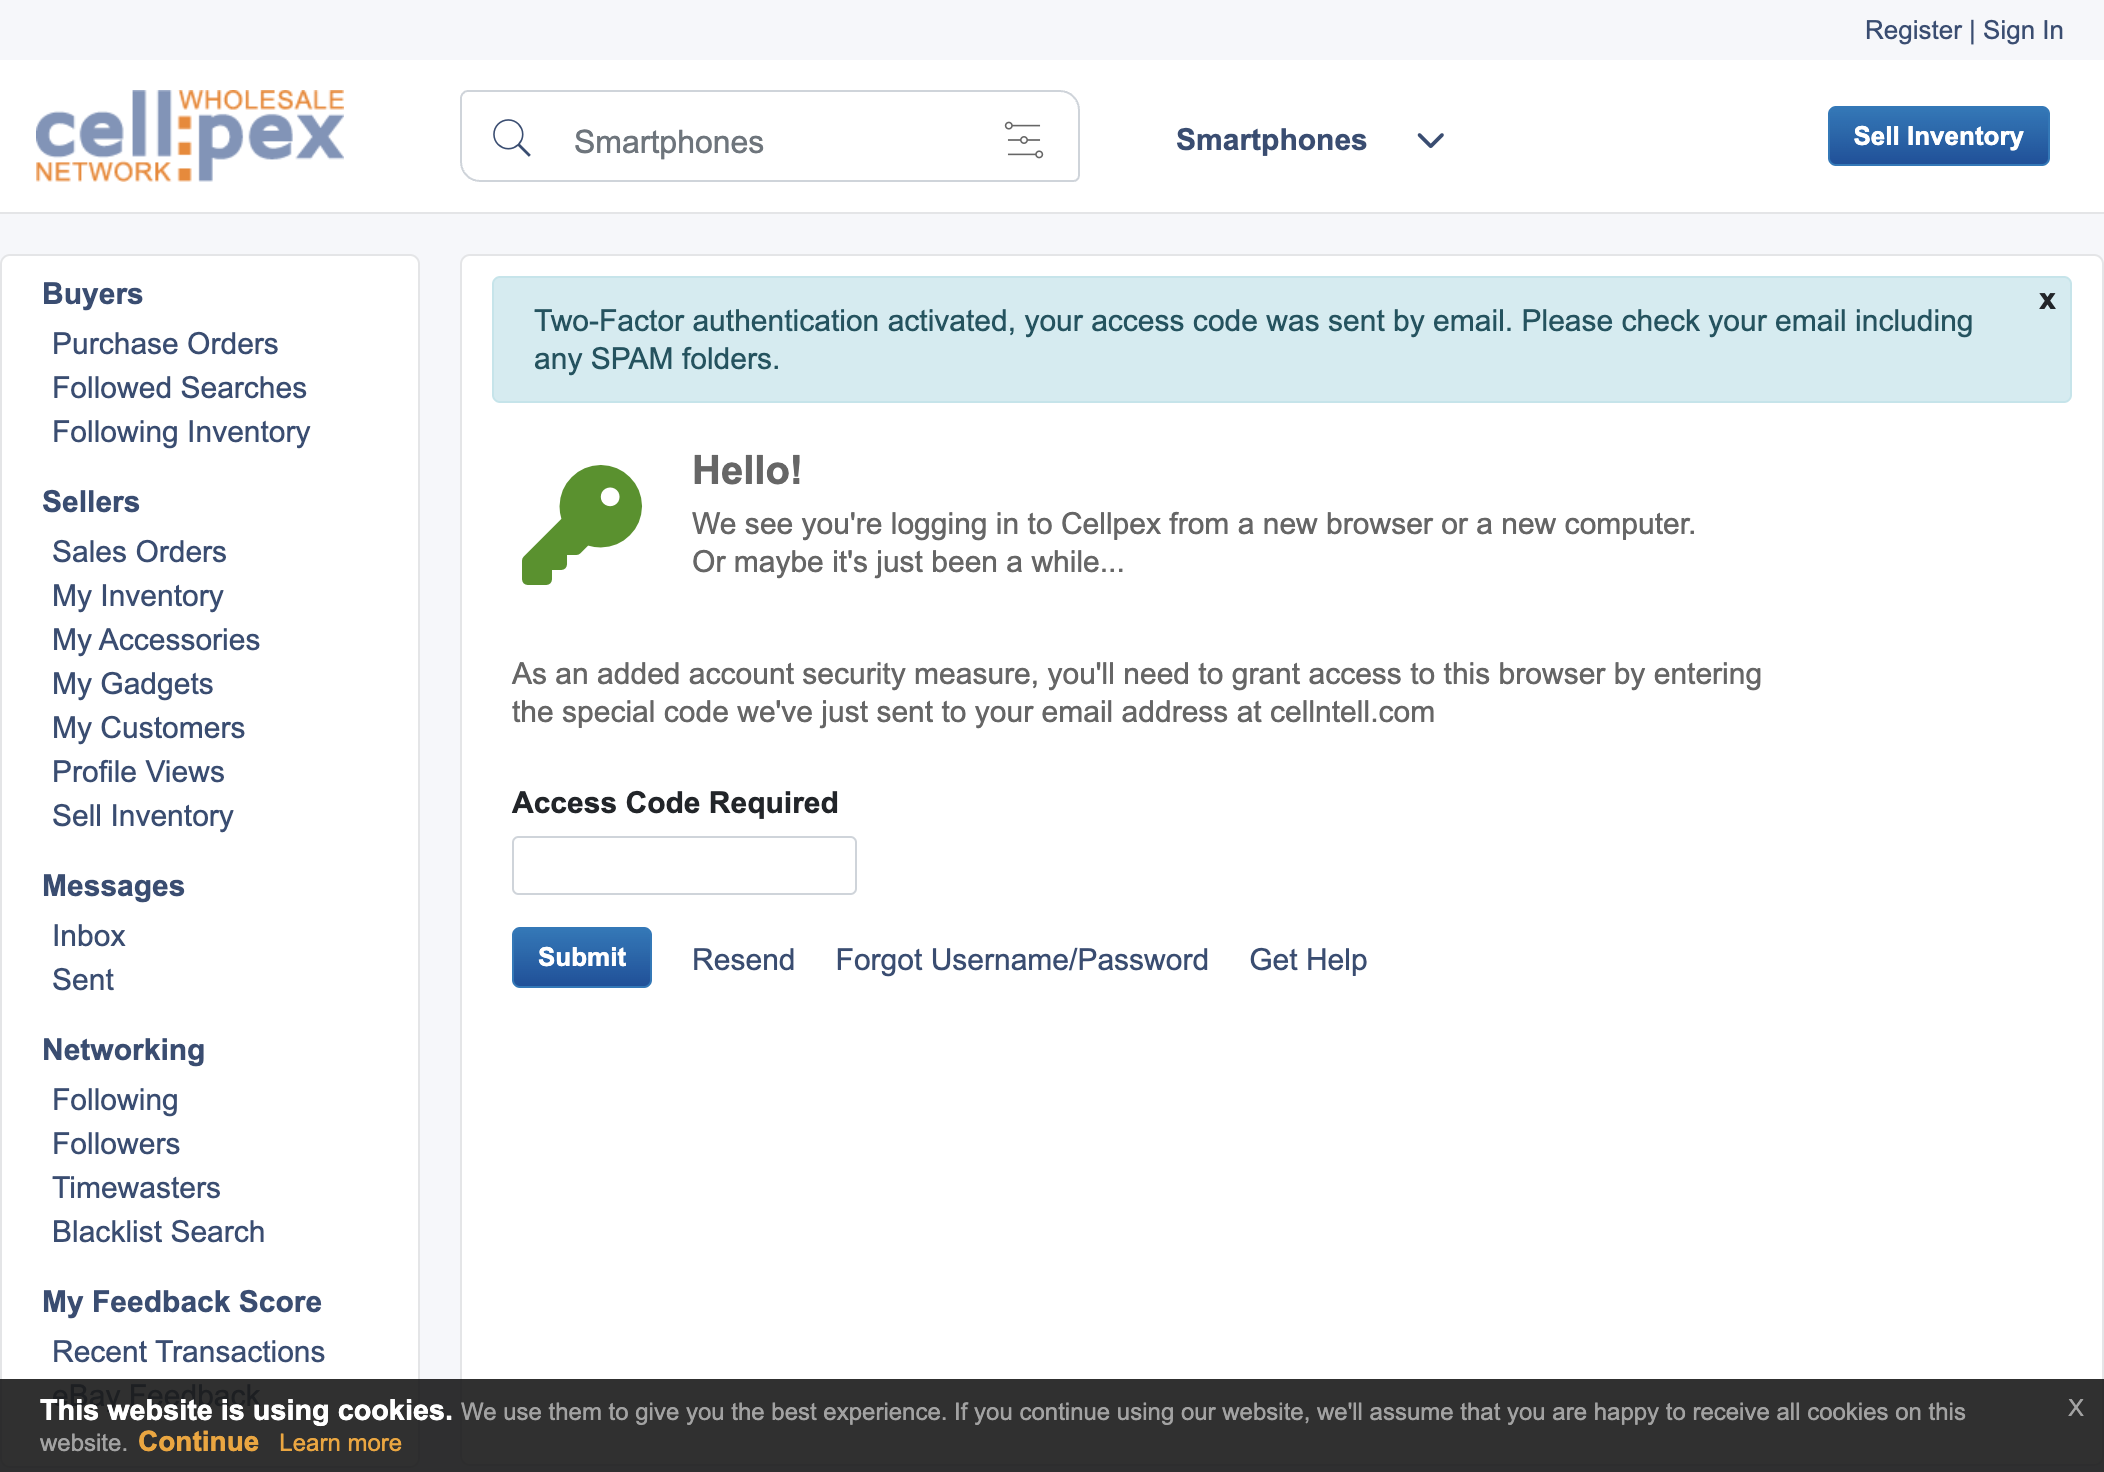 Register | Sign In
WHOLESALE
cell:pex
NETWORK
Smartphones
Smartphones
Sell Inventory
Buyers
Purchase Orders
Followed Searches
Following Inventory
Sellers
Sales Orders
My Inventory
My Accessories
My Gadgets
My Customers
Profile Views
Sell Inventory
Messages
Inbox
Sent
Networking
Following
Followers
Timewasters
Blacklist Search
My Feedback Score
Recent Transactions
eBay Feedback
x
Two-Factor authentication activated, your access code was sent by email. Please check your email including
any SPAM folders.
Hello!
We see you're logging in to Cellpex from a new browser or a new computer.
Or maybe it's just been a while...
As an added account security measure, you'll need to grant access to this browser by entering
the special code we've just sent to your email address at cellntell.com
Access Code Required
Submit Resend Forgot Username/Password Get Help
This website is using cookies. We use them to give you the best experience. If you continue using our website, we'll assume that you are happy to receive all cookies on this
website. Continue Learn more
X